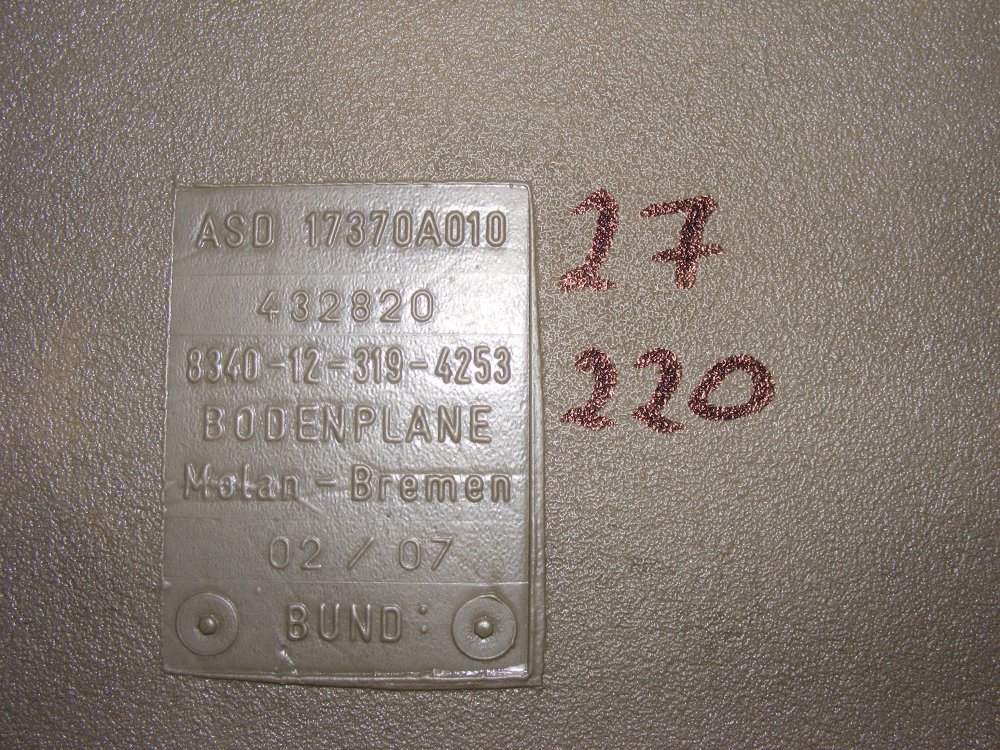 ASD 17370A010
432820
8340-12-319-4253
BODENPLANE
Molan-Bremen
02/07
BUND:
27
220